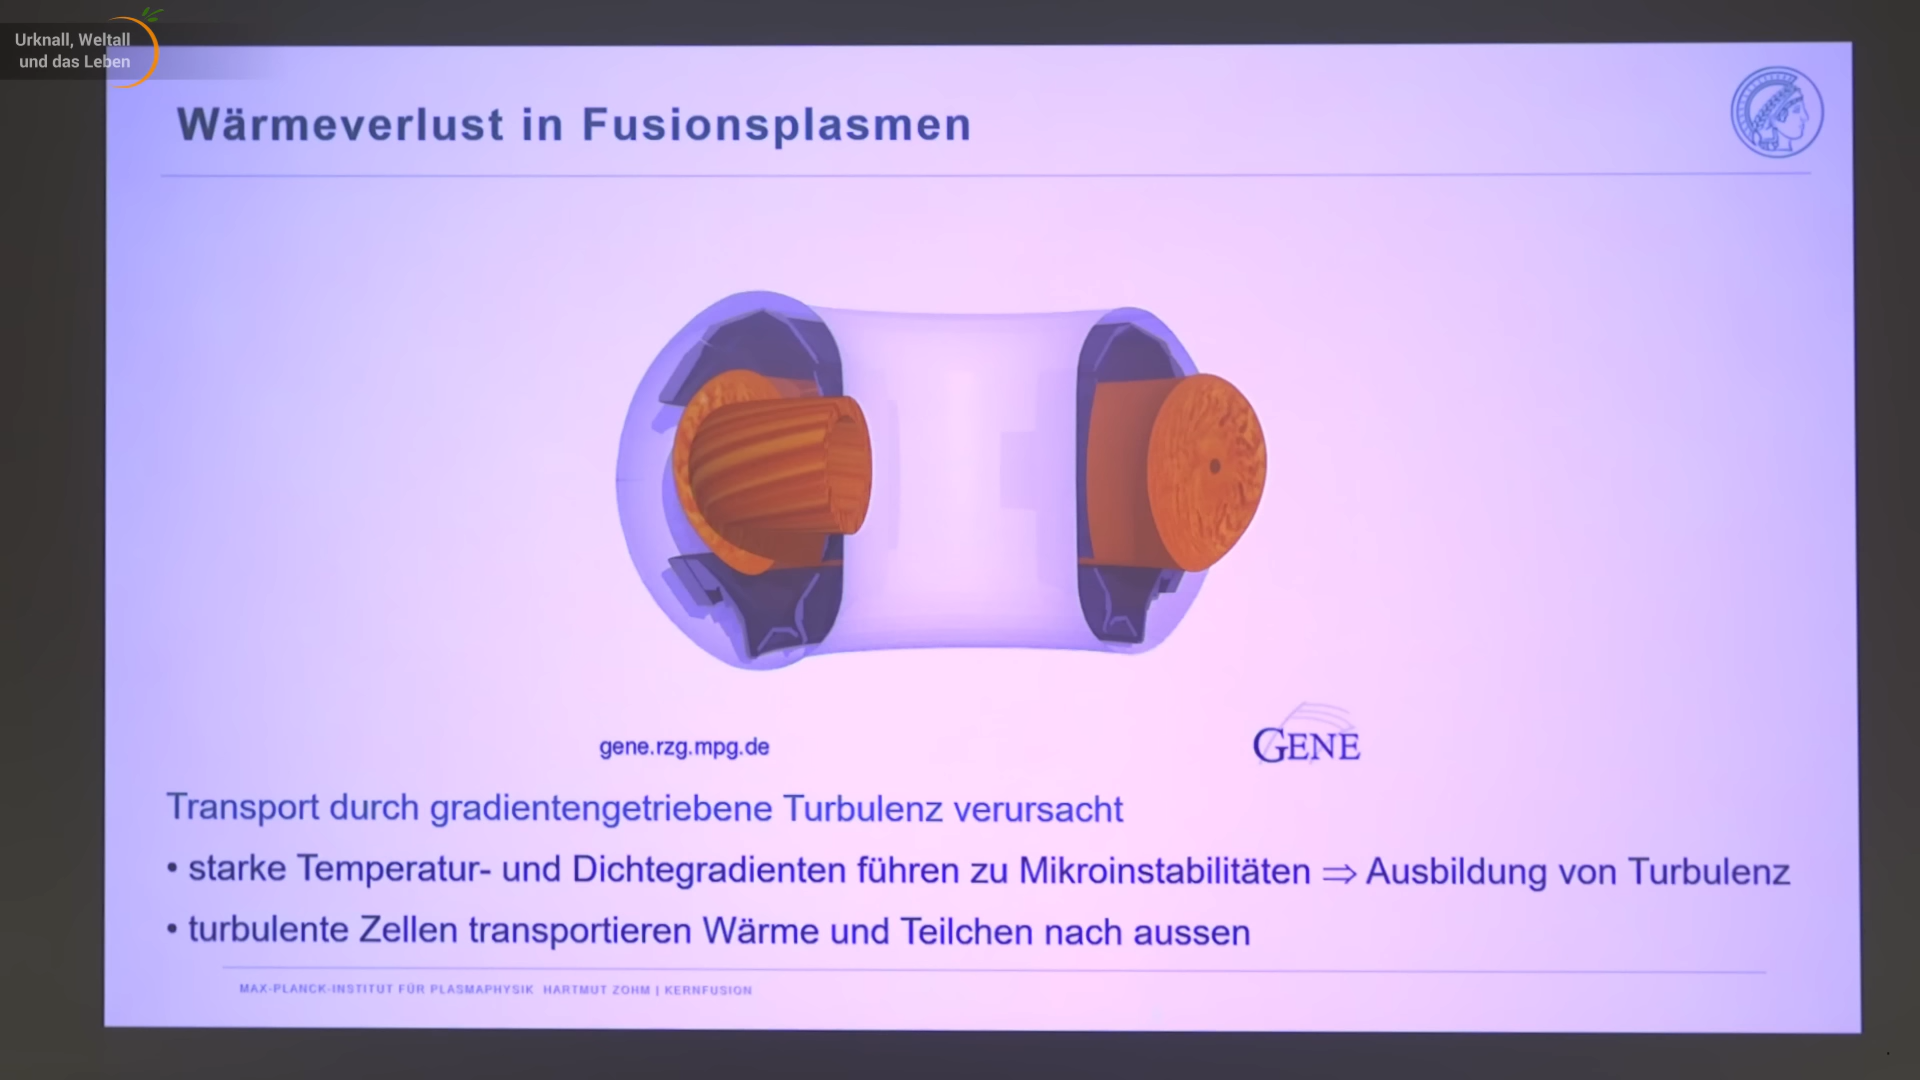 Urknall, Weltall
und das Leben
Wärmeverlust in Fusionsplasmen
gene.rzg.mpg.de
GENE
Transport durch gradientengetriebene Turbulenz verursacht
• starke Temperatur- und Dichtegradienten führen zu Mikroinstabilitäten ⇒ Ausbildung von Turbulenz
• turbulente Zellen transportieren Wärme und Teilchen nach aussen
MAX-PLANCK-INSTITUT FÜR PLASMAPHYSIK HARTMUT ZOHM | KERNFUSION